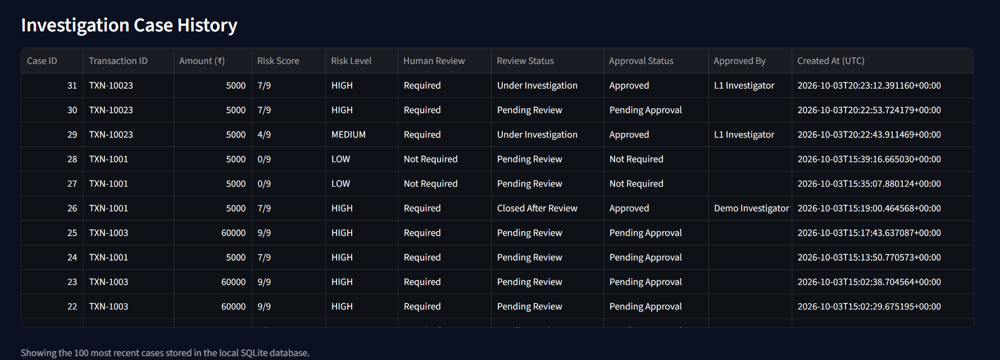 Investigation Case History
Case ID Transaction ID Amount (₹) Risk Score Risk Level Human Review Review Status Approval Status Approved By Created At (UTC)
31 TXN-10023 5000 7/9 HIGH Required Under Investigation Approved L1 Investigator 2026-10-03T20:23:12.391160+00:00
30 TXN-10023 5000 7/9 HIGH Required Pending Review Pending Approval 2026-10-03T20:22:53.724179+00:00
29 TXN-10023 5000 4/9 MEDIUM Required Under Investigation Approved L1 Investigator 2026-10-03T20:22:43.911469+00:00
28 TXN-1001 5000 0/9 LOW Not Required Pending Review Not Required 2026-10-03T15:39:16.665030+00:00
27 TXN-1001 5000 0/9 LOW Not Required Pending Review Not Required 2026-10-03T15:35:07.880124+00:00
26 TXN-1001 5000 7/9 HIGH Required Closed After Review Approved Demo Investigator 2026-10-03T15:19:00.464568+00:00
25 TXN-1003 60000 9/9 HIGH Required Pending Review Pending Approval 2026-10-03T15:17:43.637087+00:00
24 TXN-1001 5000 7/9 HIGH Required Pending Review Pending Approval 2026-10-03T15:13:50.770573+00:00
23 TXN-1003 60000 9/9 HIGH Required Pending Review Pending Approval 2026-10-03T15:02:38.704564+00:00
22 TXN-1003 60000 9/9 HIGH Required Pending Review Pending Approval 2026-10-03T15:02:29.675195+00:00
Showing the 100 most recent cases stored in the local SQLite database.